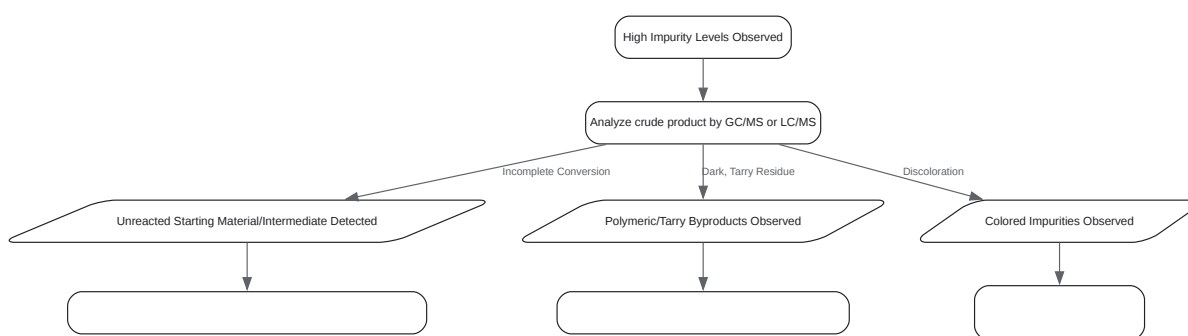 High Impurity Levels Observed
Analyze crude product by GC/MS or LC/MS
Incomplete Conversion
Dark, Tarry Residue
Discoloration
Unreacted Starting Material/Intermediate Detected
Polymeric/Tarry Byproducts Observed
Colored Impurities Observed